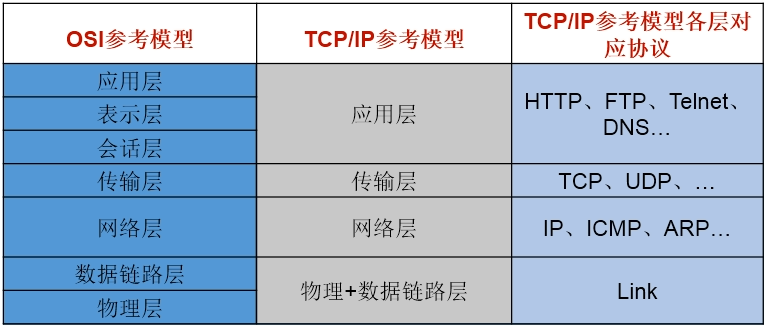 OSI参考模型
TCP/IP参考模型
TCP/IP参考模型各层对
应协议
应用层
表示层
会话层
应用层
HTTP、FTP、Telnet、
DNS…
传输层
传输层
TCP、UDP、…
网络层
网络层
IP、ICMP、ARP…
数据链路层
物理层
物理+数据链路层
Link